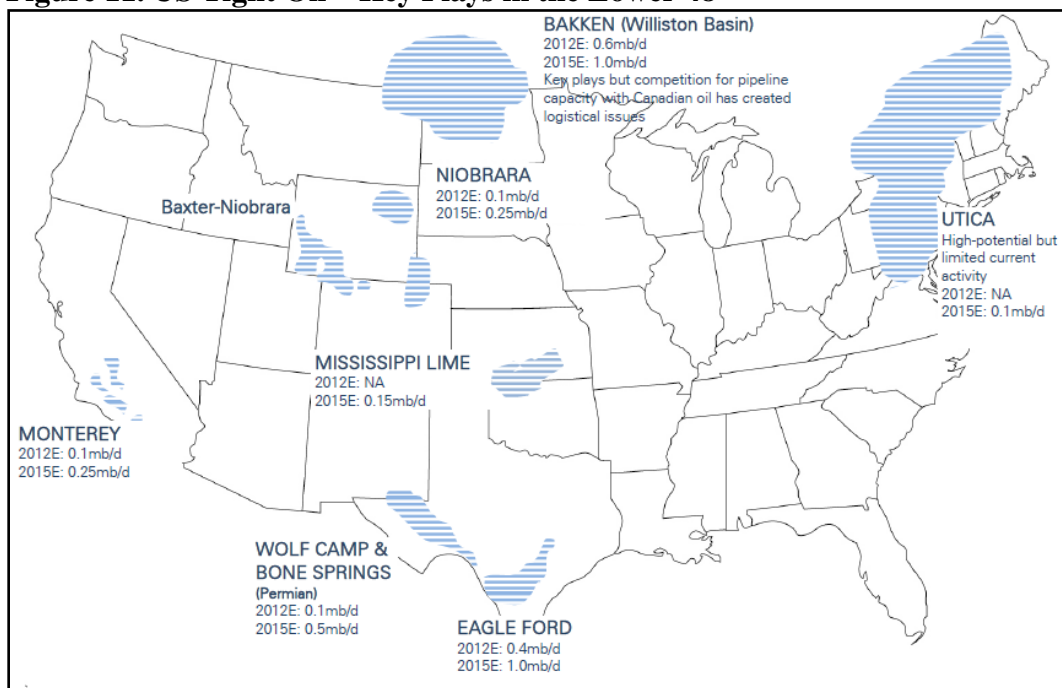 BAKKEN (Williston Basin)
2012E: 0.6mb/d
2015E: 1.0mb/d
Key plays but competition for pipeline
capacity with Canadian oil has created
logistical issues
NIOBRARA
2012E: 0.1mb/d
2015E: 0.25mb/d
Baxter-Niobrara
UTICA
High-potential but
limited current
activity
2012E: NA
2015E: 0.1mb/d
MISSISSIPPI LIME
2012E: NA
2015E: 0.15mb/d
MONTEREY
2012E: 0.1mb/d
2015E: 0.25mb/d
WOLF CAMP &
BONE SPRINGS
(Permian)
2012E: 0.1mb/d
2015E: 0.5mb/d
EAGLE FORD
2012E: 0.4mb/d
2015E: 1.0mb/d